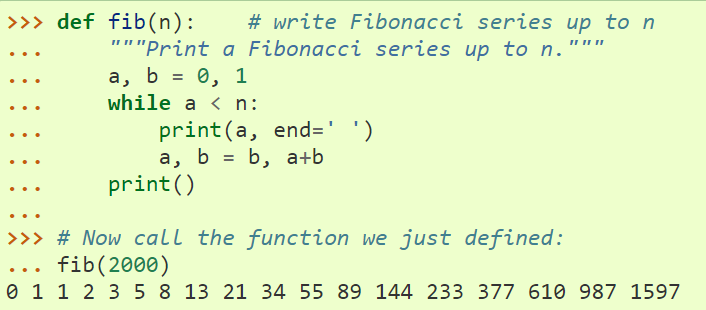 >>> def fib(n):    # write Fibonacci series up to n
...     """Print a Fibonacci series up to n."""
...     a, b = 0, 1
...     while a < n:
...         print(a, end=' ')
...         a, b = b, a+b
...     print()
...
>>> # Now call the function we just defined:
... fib(2000)
0 1 1 2 3 5 8 13 21 34 55 89 144 233 377 610 987 1597